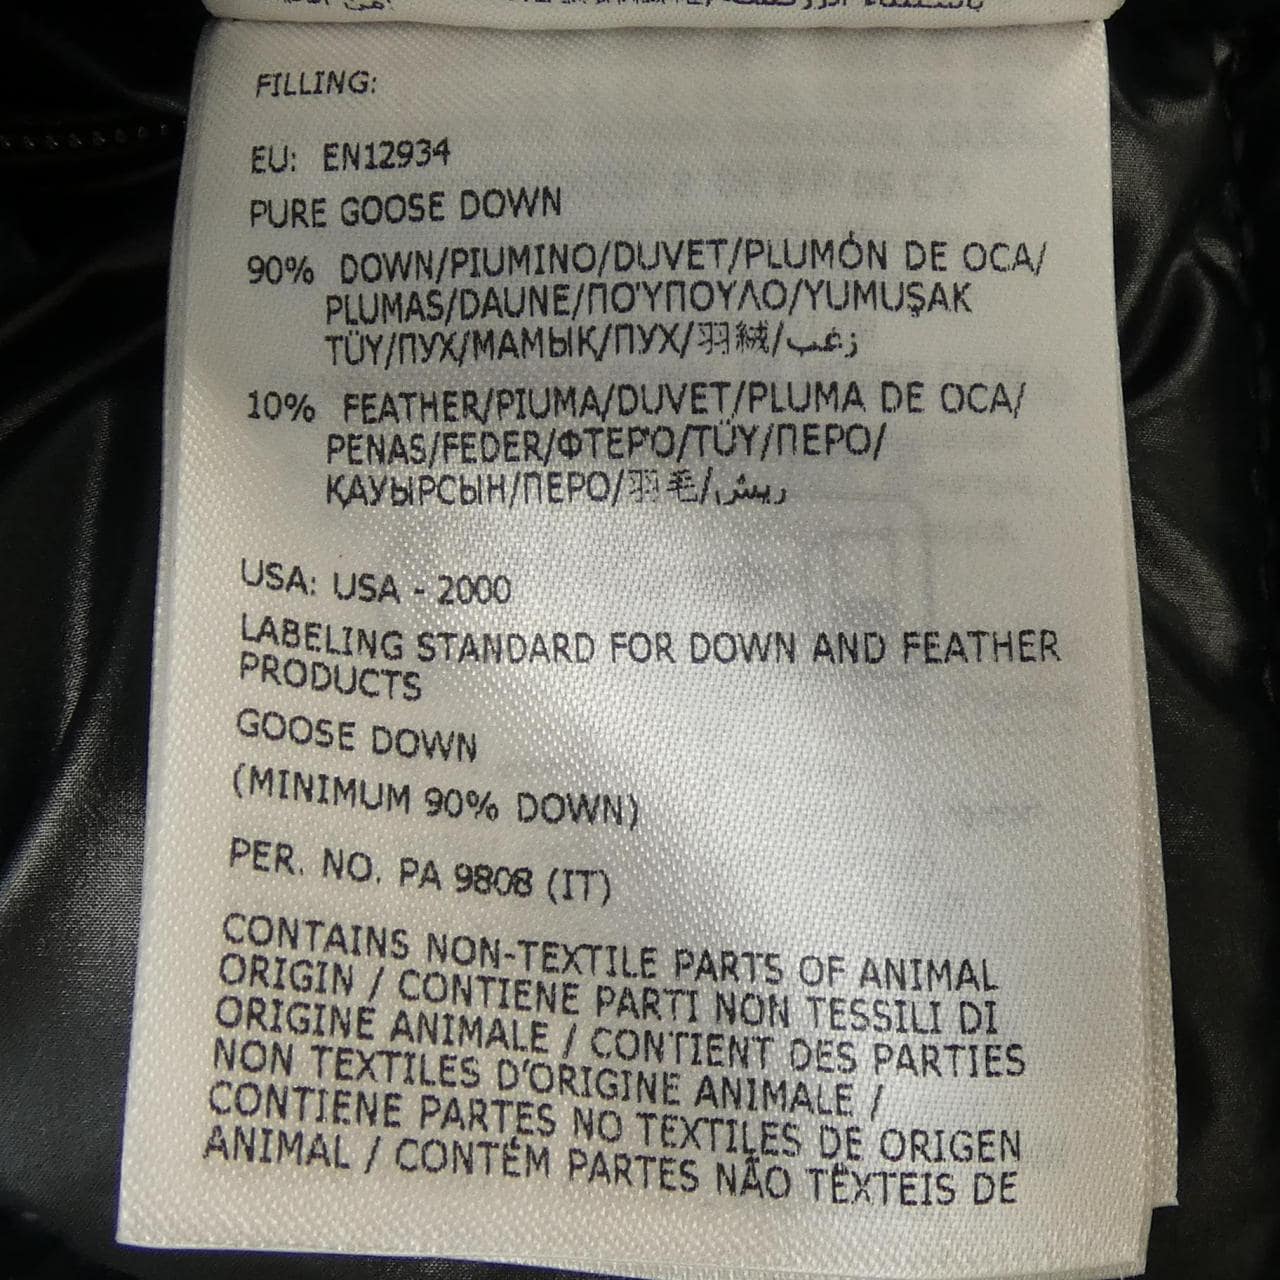 FILLING:
EU: EN12934
PURE GOOSE DOWN
90% DOWN/PIUMINO/DUVET/PLUMÓN DE OCA/
PLUMAS/DAUNE/ΠΟΎΠΟΥΛΟ/YUMUŞAK
TÜY/ПУХ/МАМЫҚ/ПУХ/羽絨/زغب
10% FEATHER/PIUMA/DUVET/PLUMA DE OCA/
PENAS/FEDER/ΦΤΕΡΌ/TÜY/ПЕРО/
ҚАУЫРСЫН/ПЕРО/羽毛/ريش
USA: USA - 2000
LABELING STANDARD FOR DOWN AND FEATHER
PRODUCTS
GOOSE DOWN
(MINIMUM 90% DOWN)
PER. NO. PA 9808 (IT)
CONTAINS NON-TEXTILE PARTS OF ANIMAL
ORIGIN / CONTIENE PARTI NON TESSILI DI
ORIGINE ANIMALE / CONTIENT DES PARTIES
NON TEXTILES D'ORIGINE ANIMALE /
CONTIENE PARTES NO TEXTILES DE ORIGEN
ANIMAL / CONTÉM PARTES NÃO TÊXTEIS DE